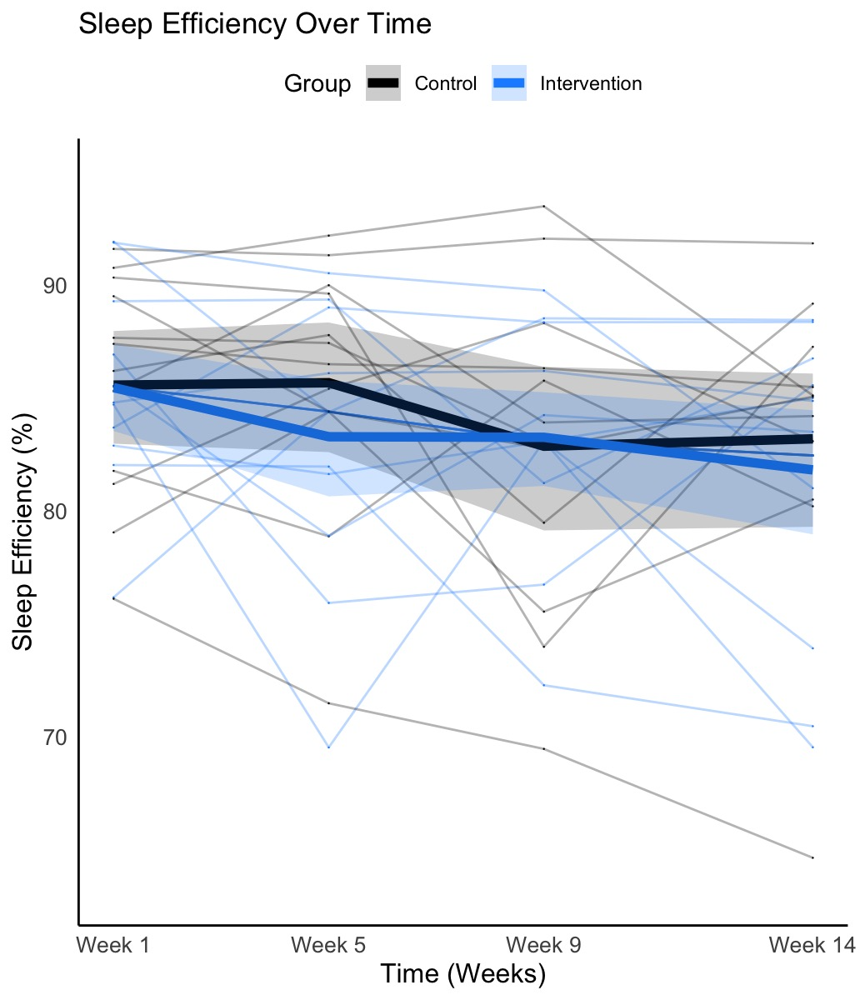 Sleep Efficiency Over Time
Group Control Intervention
Sleep Efficiency (%)
90
80
70
Week 1 Week 5 Week 9 Week 14
Time (Weeks)